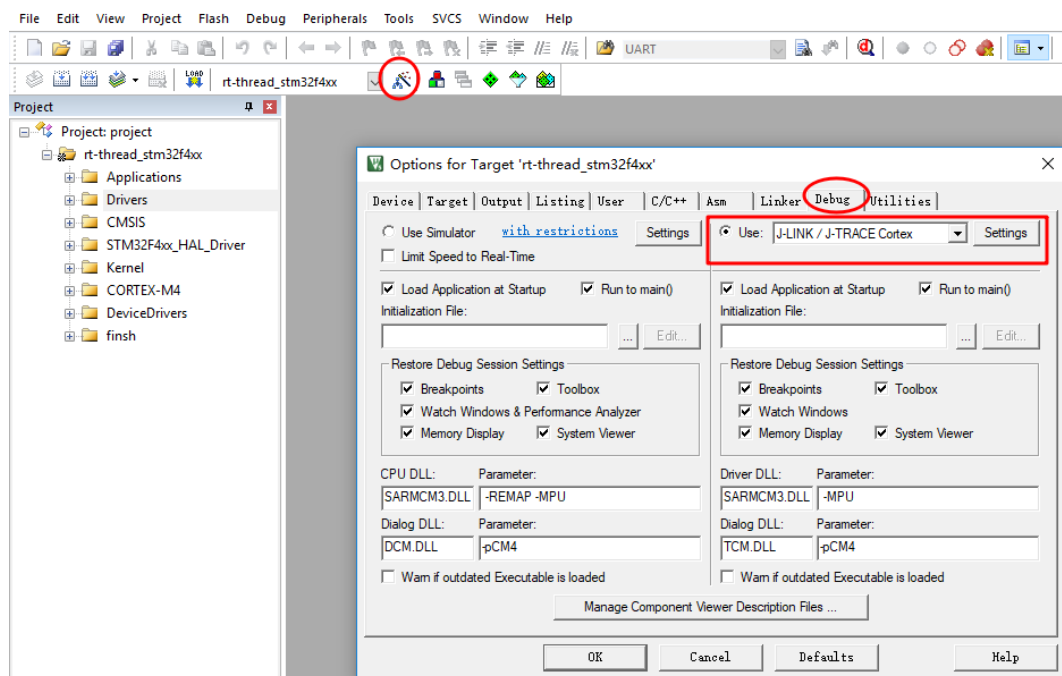 File Edit View Project Flash Debug Peripherals Tools SVCS Window Help
UART
LOAD
rt-thread_stm32f4xx
Project
Project: project
rt-thread_stm32f4xx
Applications
Drivers
CMSIS
STM32F4xx_HAL_Driver
Kernel
CORTEX-M4
DeviceDrivers
finsh
Options for Target 'rt-thread_stm32f4xx'
Device Target Output Listing User C/C++ Asm Linker Debug Utilities
Use Simulator with restrictions Settings
Limit Speed to Real-Time
Load Application at Startup Run to main()
Initialization File:
... Edit...
Restore Debug Session Settings
Breakpoints Toolbox
Watch Windows & Performance Analyzer
Memory Display System Viewer
CPU DLL: Parameter:
SARMCM3.DLL -REMAP -MPU
Dialog DLL: Parameter:
DCM.DLL -pCM4
Warn if outdated Executable is loaded
Use: J-LINK / J-TRACE Cortex Settings
Load Application at Startup Run to main()
Initialization File:
... Edit...
Restore Debug Session Settings
Breakpoints Toolbox
Watch Windows
Memory Display System Viewer
Driver DLL: Parameter:
SARMCM3.DLL -MPU
Dialog DLL: Parameter:
TCM.DLL -pCM4
Warn if outdated Executable is loaded
Manage Component Viewer Description Files ...
OK Cancel Defaults Help